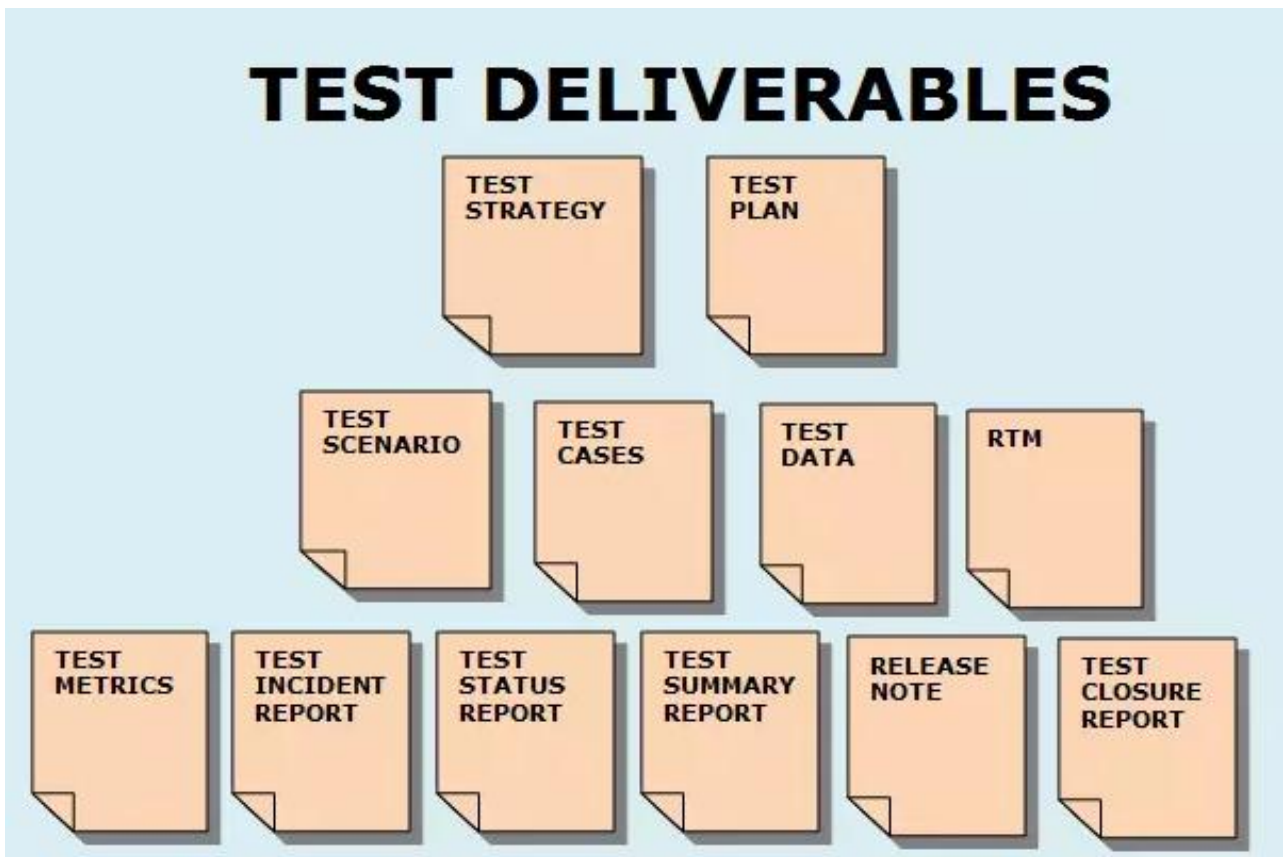 TEST DELIVERABLES
TEST
STRATEGY
TEST
PLAN
TEST
SCENARIO
TEST
CASES
TEST
DATA
RTM
TEST
METRICS
TEST
INCIDENT
REPORT
TEST
STATUS
REPORT
TEST
SUMMARY
REPORT
RELEASE
NOTE
TEST
CLOSURE
REPORT